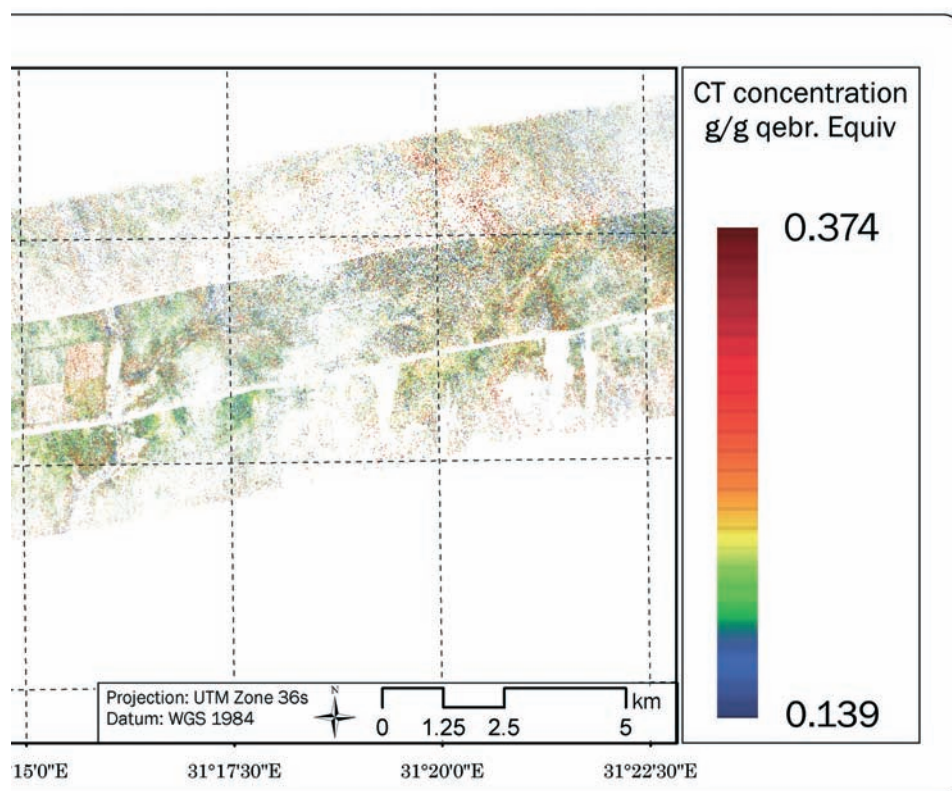 CT concentration
g/g qebr. Equiv
0.374
0.139
Projection: UTM Zone 36s
Datum: WGS 1984
N
km
0 1.25 2.5 5
15'0"E 31°17'30"E 31°20'0"E 31°22'30"E